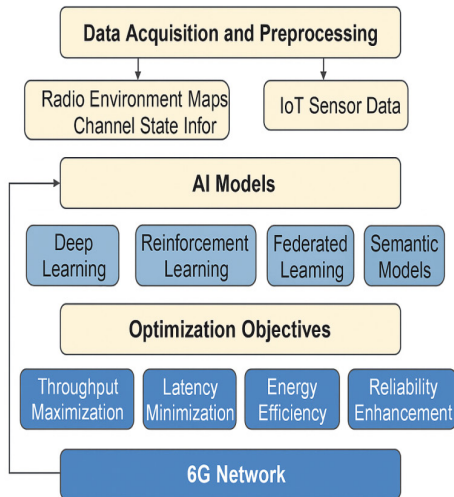 Data Acquisition and Preprocessing
Radio Environment Maps
Channel State Infor
IoT Sensor Data
AI Models
Deep
Learning
Reinforcement
Learning
Federated
Leaming
Semantic
Models
Optimization Objectives
Throughput
Maximization
Latency
Minimization
Energy
Efficiency
Reliability
Enhancement
6G Network